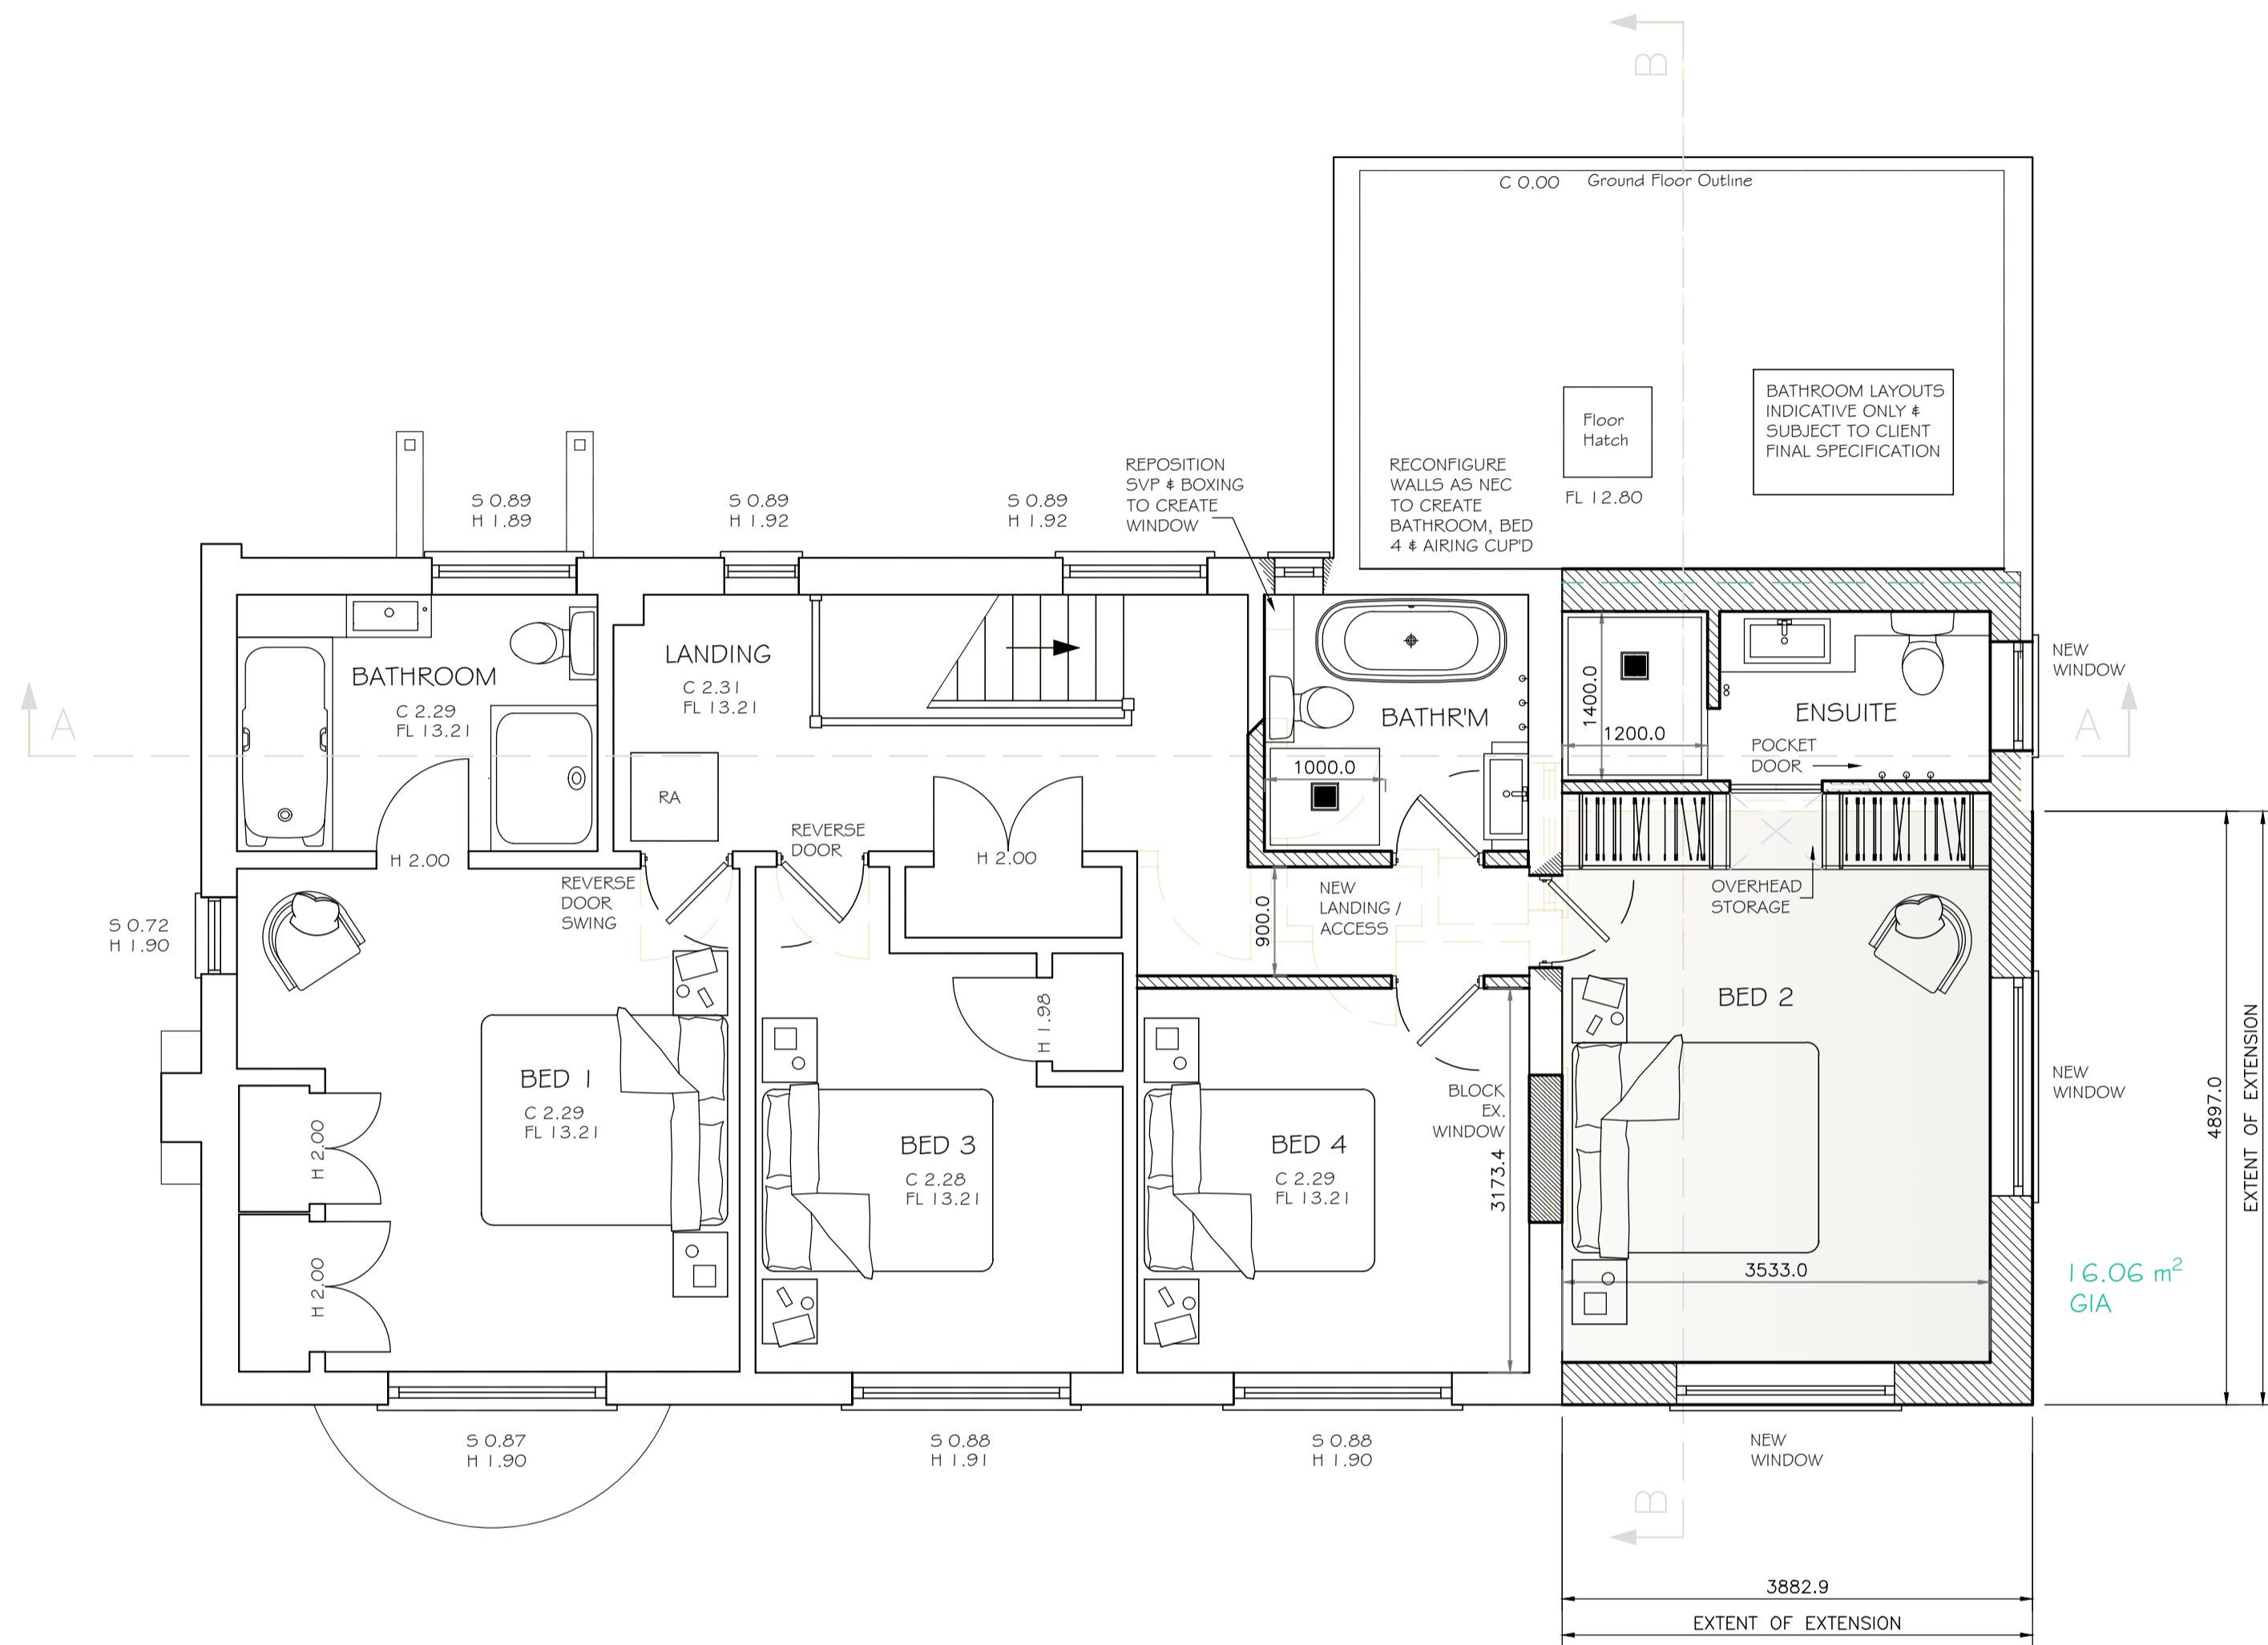 B
C 0.00 Ground Floor Outline
BATHROOM LAYOUTS
INDICATIVE ONLY &
SUBJECT TO CLIENT
FINAL SPECIFICATION
Floor
Hatch
FL 12.80
REPOSITION
SVP & BOXING
TO CREATE
WINDOW
RECONFIGURE
WALLS AS NEC
TO CREATE
BATHROOM, BED
4 & AIRING CUP'D
S 0.89
H 1.89
S 0.89
H 1.92
S 0.89
H 1.92
A
BATHROOM
C 2.29
FL 13.21
LANDING
C 2.31
FL 13.21
RA
BATHR'M
1000.0
1400.0
1200.0
ENSUITE
POCKET
DOOR
NEW
WINDOW
A
H 2.00
REVERSE
DOOR
SWING
REVERSE
DOOR
H 2.00
900.0
NEW
LANDING /
ACCESS
OVERHEAD
STORAGE
S 0.72
H 1.90
H 1.98
BED 1
C 2.29
FL 13.21
H 2.00
H 2.00
BED 3
C 2.28
FL 13.21
BED 4
C 2.29
FL 13.21
BLOCK
EX.
WINDOW
3173.4
BED 2
3533.0
NEW
WINDOW
4897.0
EXTENT OF EXTENSION
16.06 m²
GIA
S 0.87
H 1.90
S 0.88
H 1.91
S 0.88
H 1.90
NEW
WINDOW
B
3882.9
EXTENT OF EXTENSION